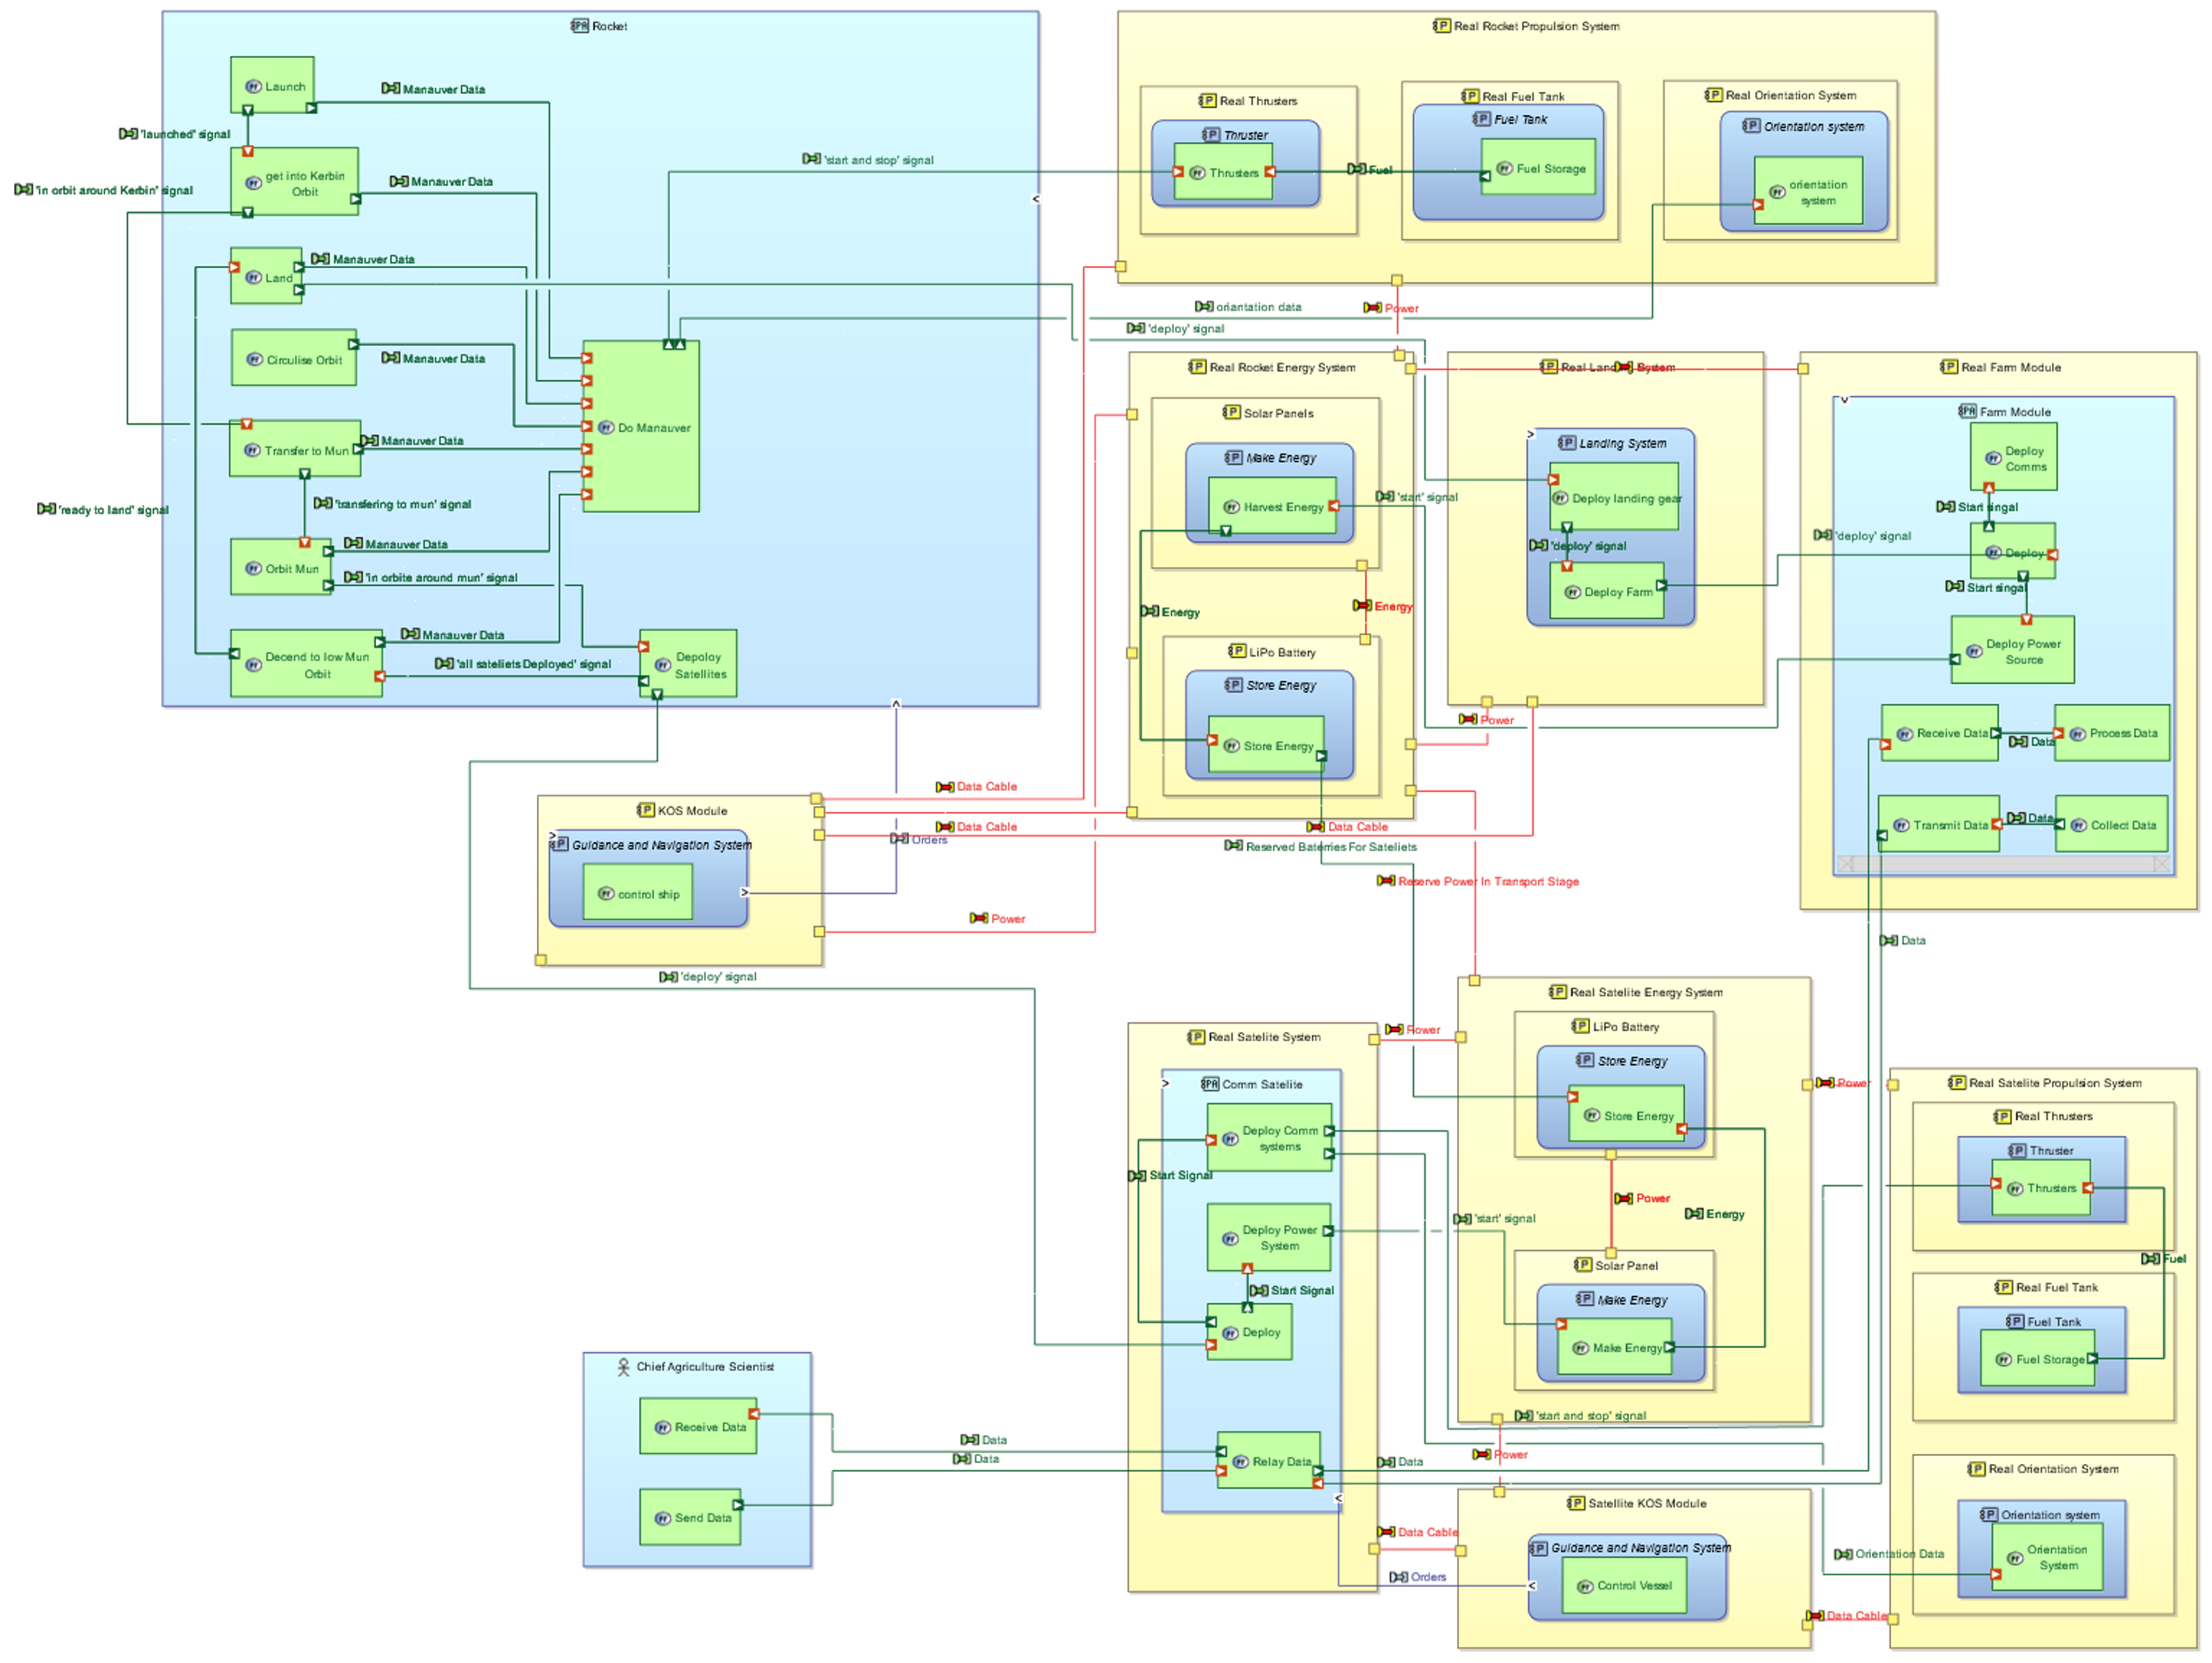 Rocket
Launch
Manauver Data
'launched' signal
get into Kerbin
Orbit
Manauver Data
'in orbit around Kerbin' signal
Land
Manauver Data
Circulise Orbit
Manauver Data
Do Manauver
Transfer to Mun
Manauver Data
'ready to land' signal
'transfering to mun' signal
Orbit Mun
Manauver Data
'in orbite around mun' signal
Decend to low Mun
Orbit
Manauver Data
'all sateliets Deployed' signal
Depoloy
Satellites
'start and stop' signal
Real Rocket Propulsion System
Real Thrusters
Thruster
Thrusters
Fuel
Real Fuel Tank
Fuel Tank
Fuel Storage
Real Orientation System
Orientation system
orientation
system
oriantation data
Power
'deploy' signal
Real Rocket Energy System
Solar Panels
Make Energy
Harvest Energy
'start' signal
Energy
Energy
LiPo Battery
Store Energy
Store Energy
Landing System
Deploy landing gear
'deploy' signal
Deploy Farm
Power
Real Farm Module
Farm Module
Deploy
Comms
Start singal
Deploy
'deploy' signal
Start singal
Deploy Power
Source
Receive Data
Data
Process Data
Transmit Data
Data
Collect Data
Data
KOS Module
Guidance and Navigation System
control ship
Data Cable
Data Cable
Orders
Power
Data Cable
Reserved Baterries For Sateliets
Reserve Power In Transport Stage
'deploy' signal
Real Satelite System
Comm Satelite
Deploy Comm
systems
Start Signal
Deploy Power
System
Start Signal
Deploy
Relay Data
Power
Real Satelite Energy System
LiPo Battery
Store Energy
Store Energy
Power
Energy
'start' signal
Solar Panel
Make Energy
Make Energy
'start and stop' signal
Power
Data
Power
Real Satelite Propulsion System
Real Thrusters
Thruster
Thrusters
Fuel
Real Fuel Tank
Fuel Tank
Fuel Storage
Real Orientation System
Orientation system
Orientation
System
Orientation Data
Chief Agriculture Scientist
Receive Data
Data
Data
Send Data
Satellite KOS Module
Data Cable
Guidance and Navigation System
Control Vessel
Orders
Data Cable